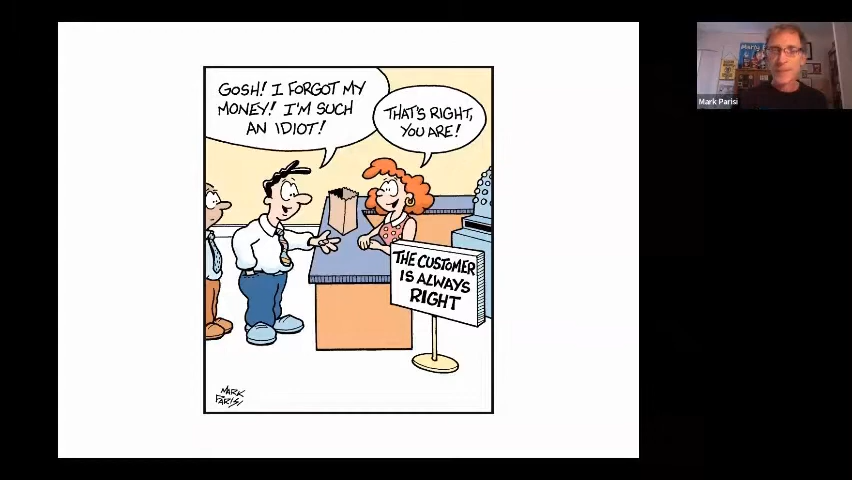 GOSH! I FORGOT MY
MONEY! I'M SUCH
AN IDIOT!
THAT'S RIGHT,
YOU ARE!
THE CUSTOMER
IS ALWAYS
RIGHT
MARK
PARISI
Mark Parisi